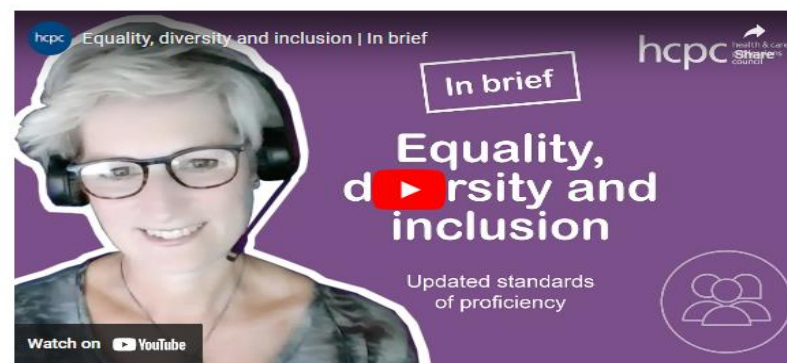 hcpc
Equality, diversity and inclusion | In brief
hcpc
health & care
council
Share
In brief
Equality,
d rsity and
inclusion
Updated standards
of proficiency
Watch on YouTube